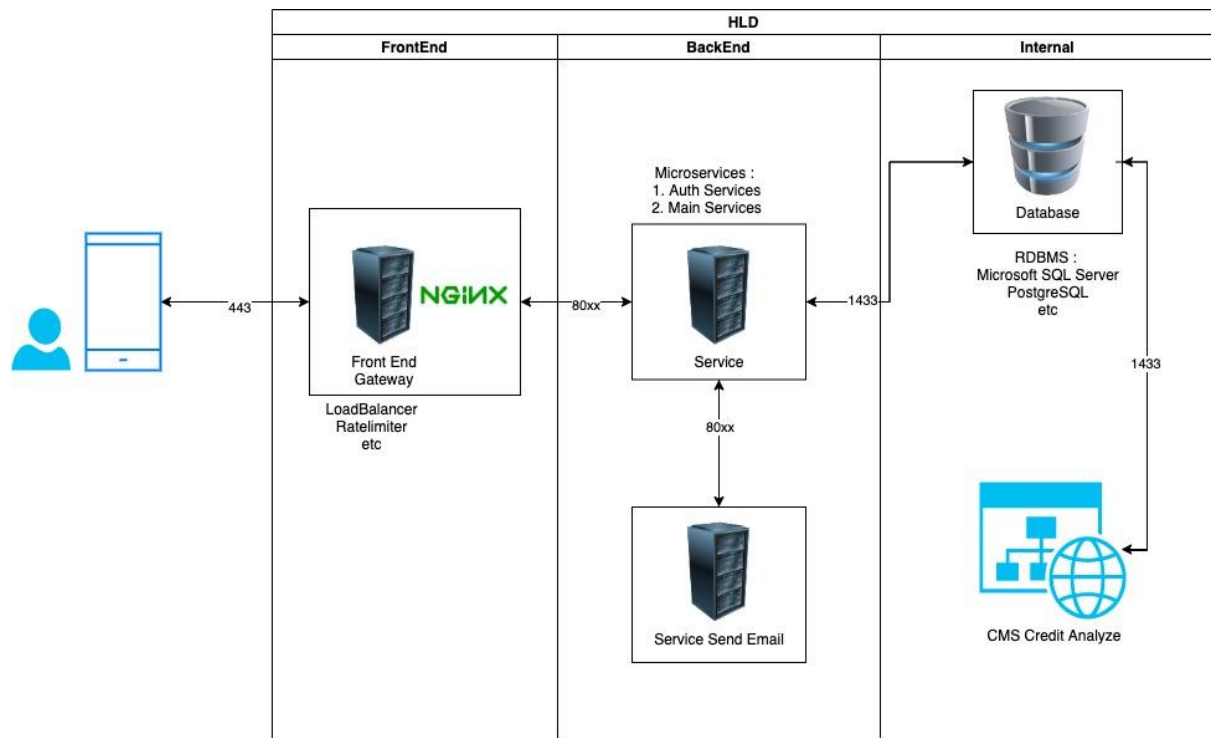 HLD
FrontEnd
BackEnd
Internal
443
NGiNX
Front End
Gateway
LoadBalancer
Ratelimiter
etc
80xx
Microservices :
1. Auth Services
2. Main Services
Service
80xx
Service Send Email
1433
Database
RDBMS :
Microsoft SQL Server
PostgreSQL
etc
1433
CMS Credit Analyze